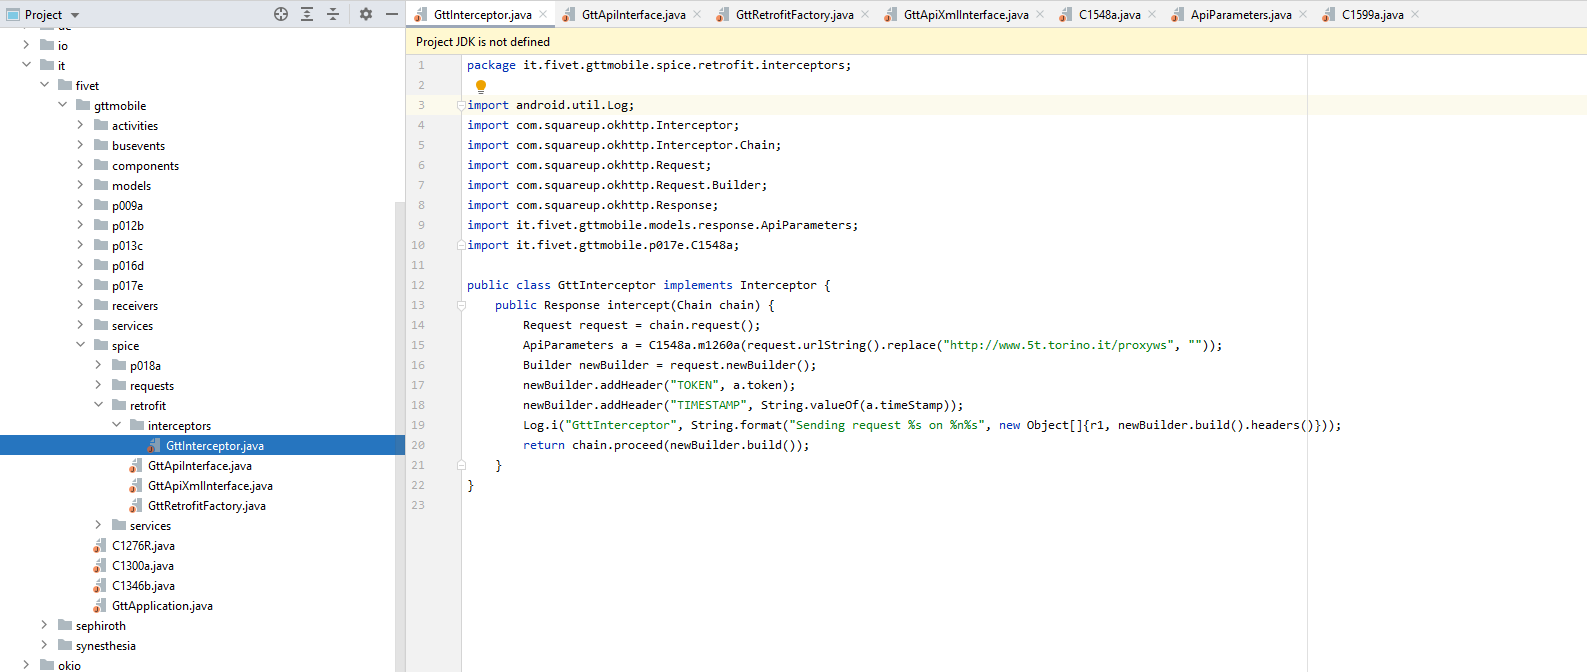 Project
GttInterceptor.java GttApiInterface.java GttRetrofitFactory.java GttApiXmlInterface.java C1548a.java ApiParameters.java C1599a.java
io
it
fivet
gttmobile
activities
busevents
components
models
p009a
p012b
p013c
p016d
p017e
receivers
services
spice
p018a
requests
retrofit
interceptors
GttInterceptor.java
GttApiInterface.java
GttApiXmlInterface.java
GttRetrofitFactory.java
services
C1276R.java
C1300a.java
C1346b.java
GttApplication.java
sephiroth
synesthesia
okio
Project JDK is not defined
1 package it.fivet.gttmobile.spice.retrofit.interceptors;
2
3 import android.util.Log;
4 import com.squareup.okhttp.Interceptor;
5 import com.squareup.okhttp.Interceptor.Chain;
6 import com.squareup.okhttp.Request;
7 import com.squareup.okhttp.Request.Builder;
8 import com.squareup.okhttp.Response;
9 import it.fivet.gttmobile.models.response.ApiParameters;
10 import it.fivet.gttmobile.p017e.C1548a;
11
12 public class GttInterceptor implements Interceptor {
13 public Response intercept(Chain chain) {
14 Request request = chain.request();
15 ApiParameters a = C1548a.m1260a(request.urlString().replace("http://www.5t.torino.it/proxyws", ""));
16 Builder newBuilder = request.newBuilder();
17 newBuilder.addHeader("TOKEN", a.token);
18 newBuilder.addHeader("TIMESTAMP", String.valueOf(a.timeStamp));
19 Log.i("GttInterceptor", String.format("Sending request %s on %n%s", new Object[]{r1, newBuilder.build().headers()}));
20 return chain.proceed(newBuilder.build());
21 }
22 }
23